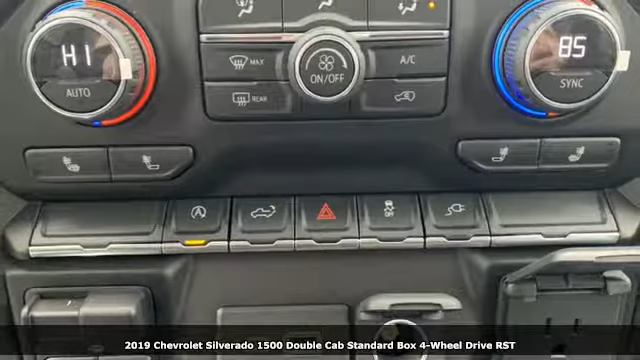 HI
85
AUTO
MAX
ON/OFF
A/C
SYNC
REAR
A
OFF
2019 Chevrolet Silverado 1500 Double Cab Standard Box 4-Wheel Drive RST